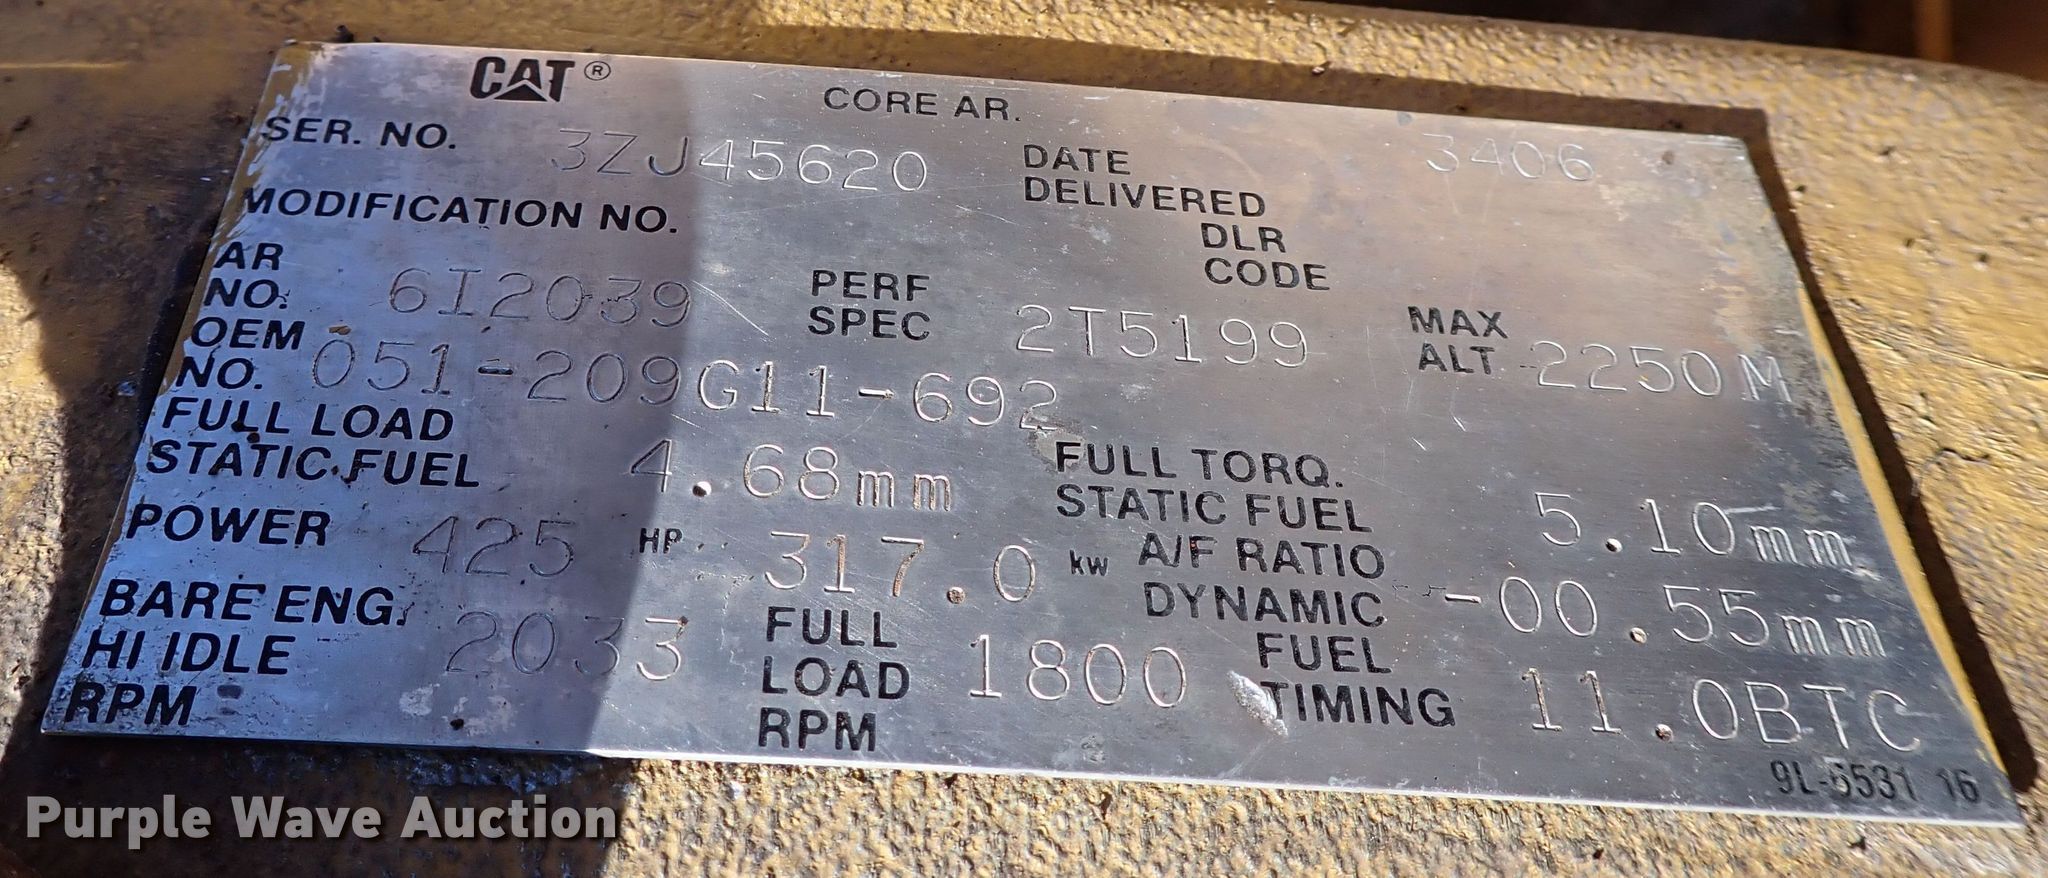 CAT®
CORE AR.
SER. NO. 3ZJ45620 DATE DELIVERED 3406
MODIFICATION NO. DLR CODE
AR NO. 6I2039 PERF SPEC 2T5199 MAX ALT 2250M
OEM NO. 051-209G11-692
FULL LOAD STATIC FUEL 4.68mm FULL TORQ. STATIC FUEL 5.10mm
POWER 425 HP 317.0 kw A/F RATIO DYNAMIC -00.55mm
BARE ENG. HI IDLE RPM 2033 FULL LOAD RPM 1800 FUEL TIMING 11.0BTC
9L-6531 16
Purple Wave Auction